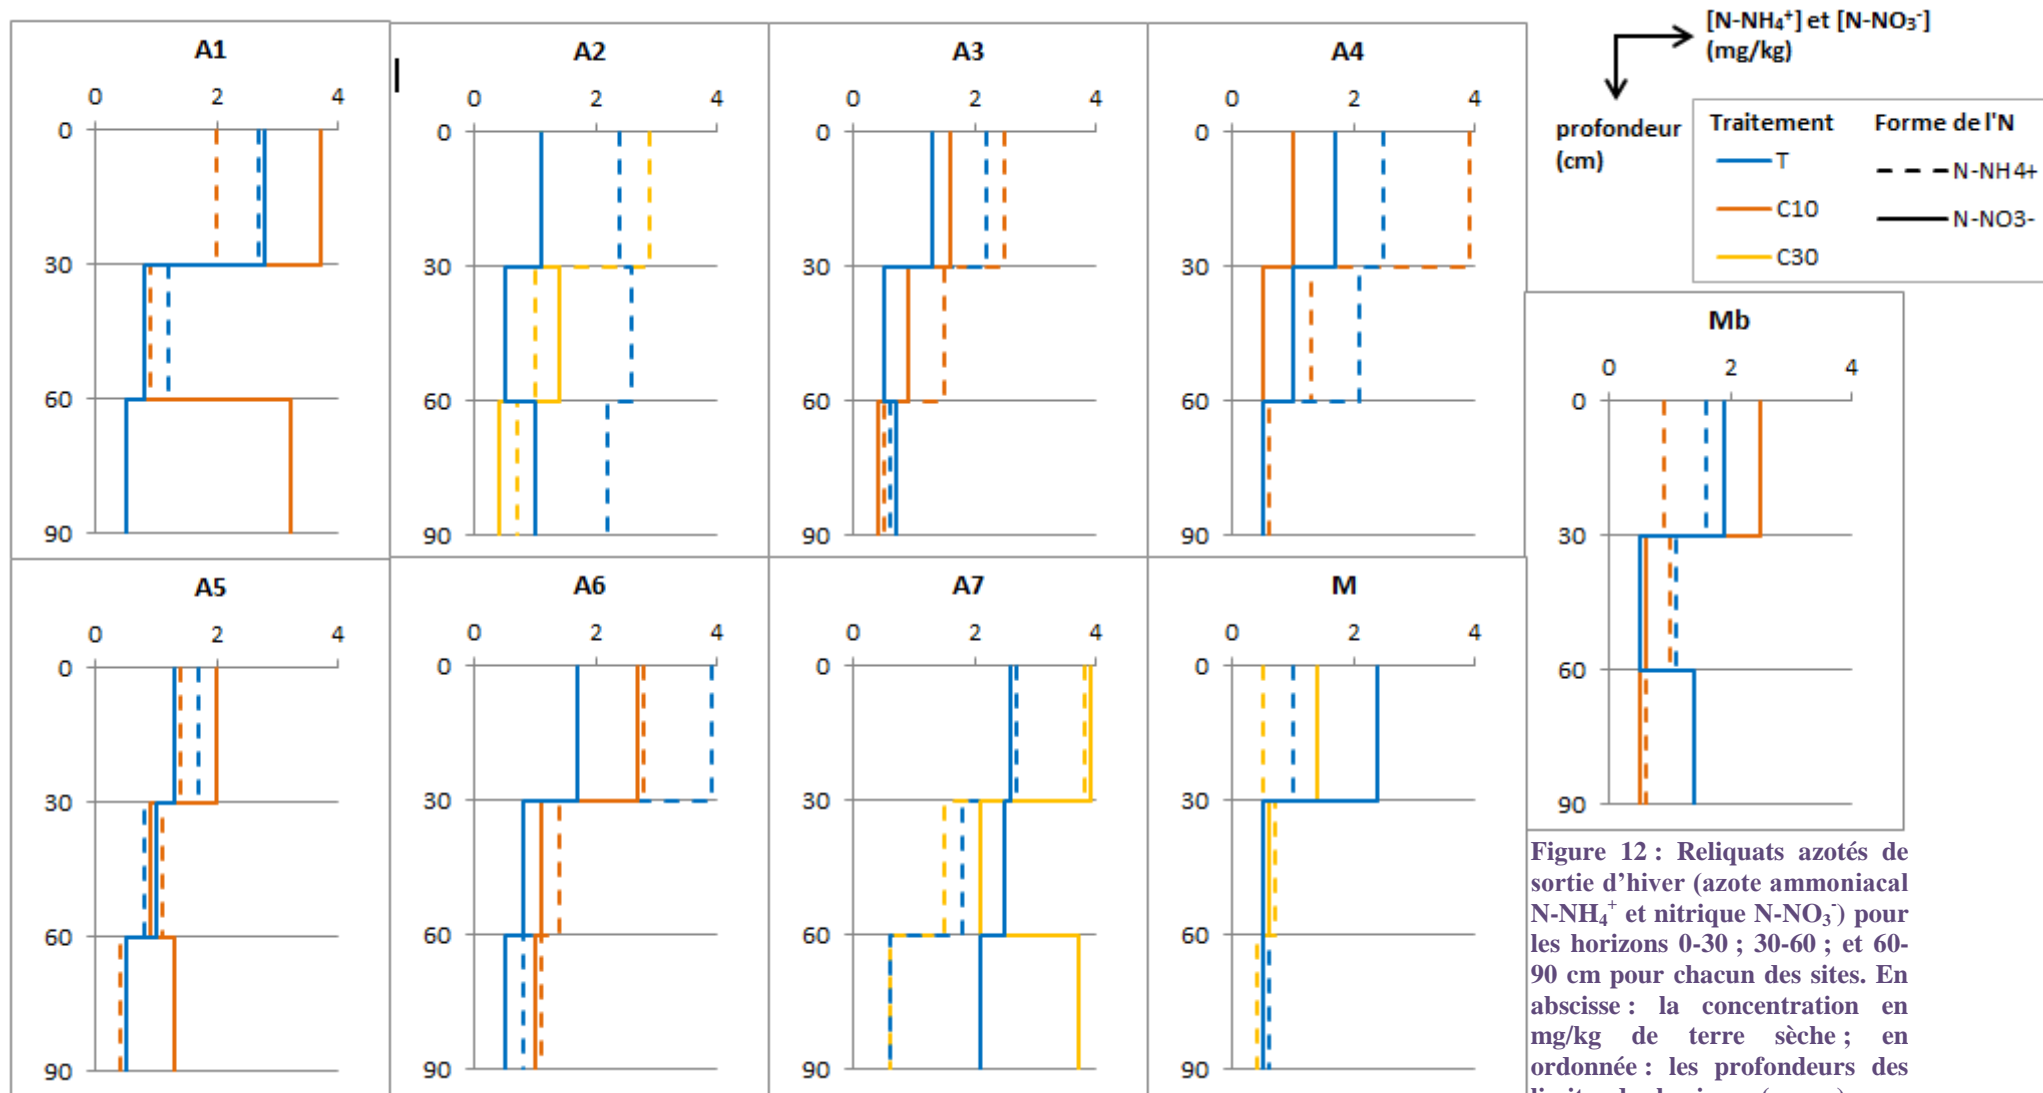 A1
0 2 4
0
30
60
90
A2
0 2 4
0
30
60
90
A3
0 2 4
0
30
60
90
A4
0 2 4
0
30
60
90
[N-NH₄⁺] et [N-NO₃⁻]
(mg/kg)
profondeur
(cm)
Traitement Forme de l'N
T N-NH4+
C10 N-NO3-
C30
Mb
0 2 4
0
30
60
90
A5
0 2 4
0
30
60
90
A6
0 2 4
0
30
60
90
A7
0 2 4
0
30
60
90
M
0 2 4
0
30
60
90
Figure 12 : Reliquats azotés de
sortie d’hiver (azote ammoniacal
N-NH₄⁺ et nitrique N-NO₃⁻) pour
les horizons 0-30 ; 30-60 ; et 60-
90 cm pour chacun des sites. En
abscisse : la concentration en
mg/kg de terre sèche ; en
ordonnée : les profondeurs des